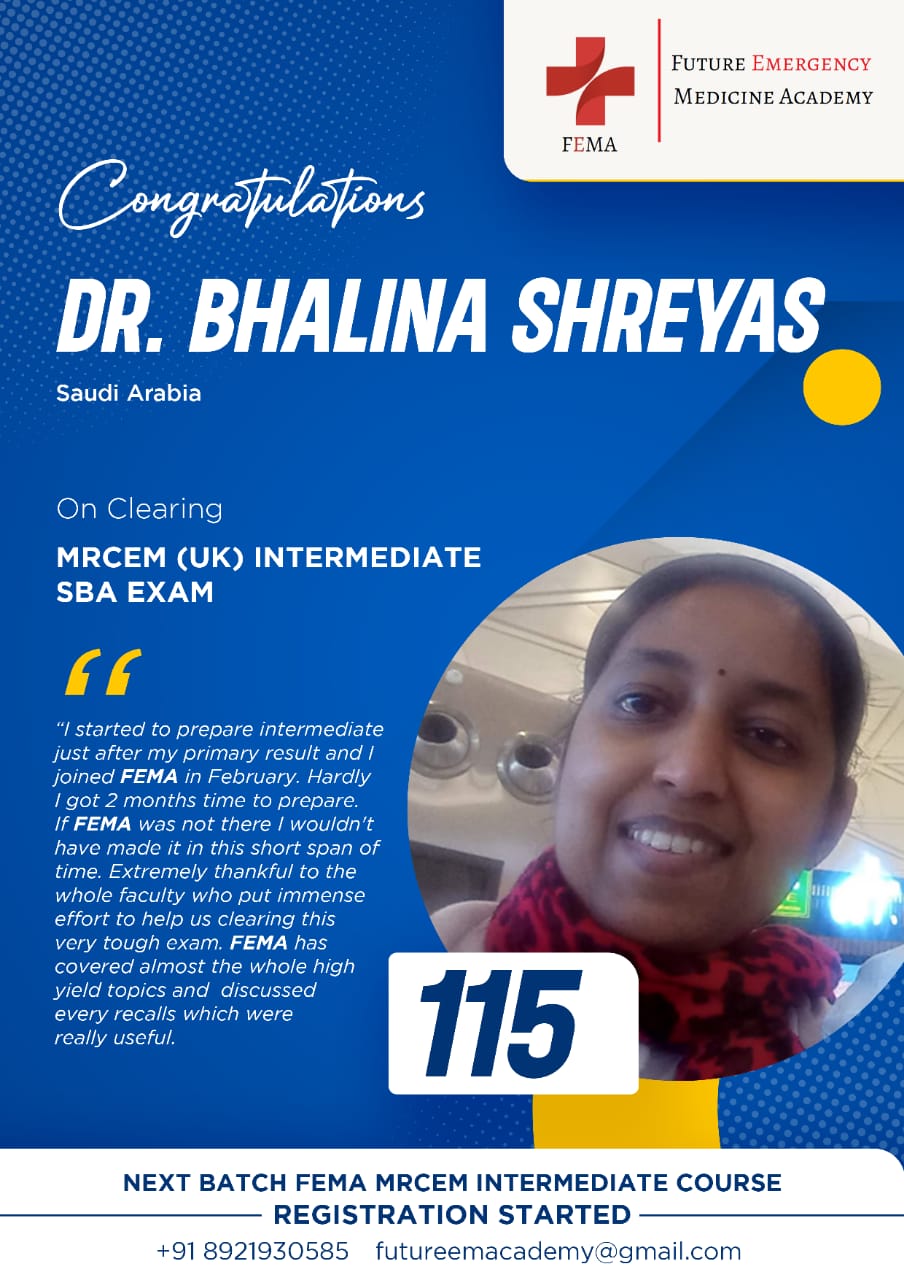 FUTURE EMERGENCY
MEDICINE ACADEMY
FEMA
Congratulations
DR. BHALINA SHREYAS
Saudi Arabia
On Clearing
MRCEM (UK) INTERMEDIATE
SBA EXAM
“
“I started to prepare intermediate
just after my primary result and I
joined FEMA in February. Hardly
I got 2 months time to prepare.
If FEMA was not there I wouldn't
have made it in this short span of
time. Extremely thankful to the
whole faculty who put immense
effort to help us clearing this
very tough exam. FEMA has
covered almost the whole high
yield topics and  discussed
every recalls which were
really useful.
115
NEXT BATCH FEMA MRCEM INTERMEDIATE COURSE
REGISTRATION STARTED
+91 8921930585 futureemacademy@gmail.com